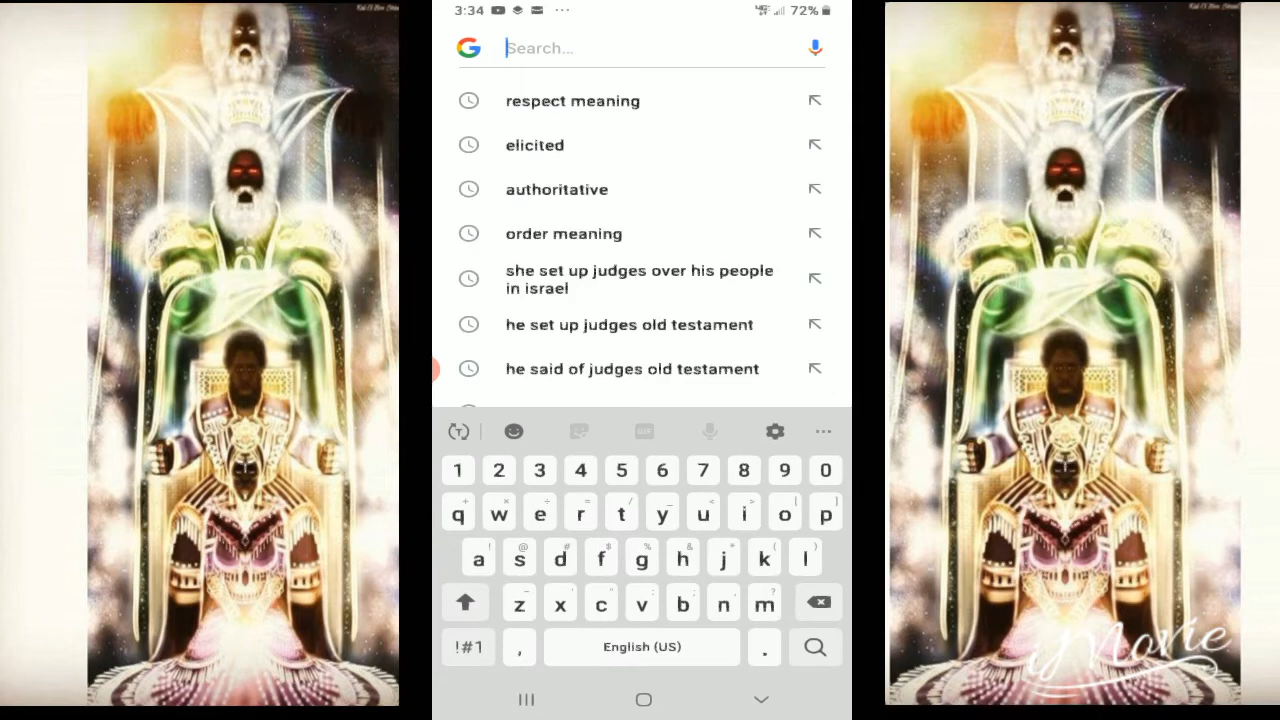 3:34
72%
Search...
respect meaning
elicited
authoritative
order meaning
she set up judges over his people
in israel
he set up judges old testament
he said of judges old testament
1 2 3 4 5 6 7 8 9 0
q w e r t y u i o p
a s d f g h j k l
z x c v b n m
!#1 , English (US) .
iMovie